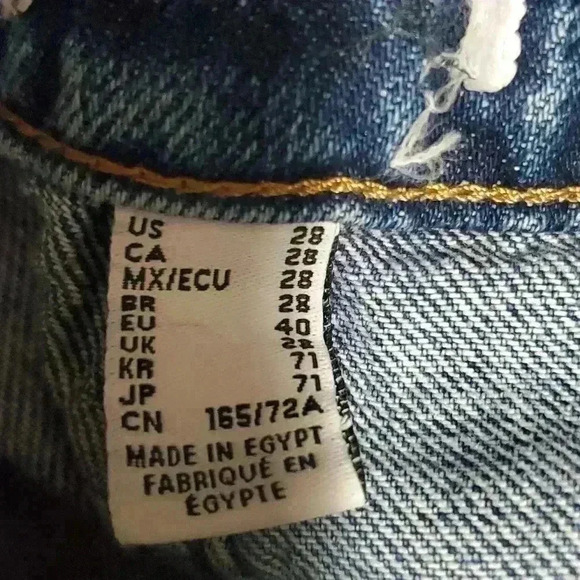 US 28
CA 28
MX/ECU 28
BR 28
EU 40
UK 28
KR 71
JP 71
CN 165/72A
MADE IN EGYPT
FABRIQUÉ EN
ÉGYPTE